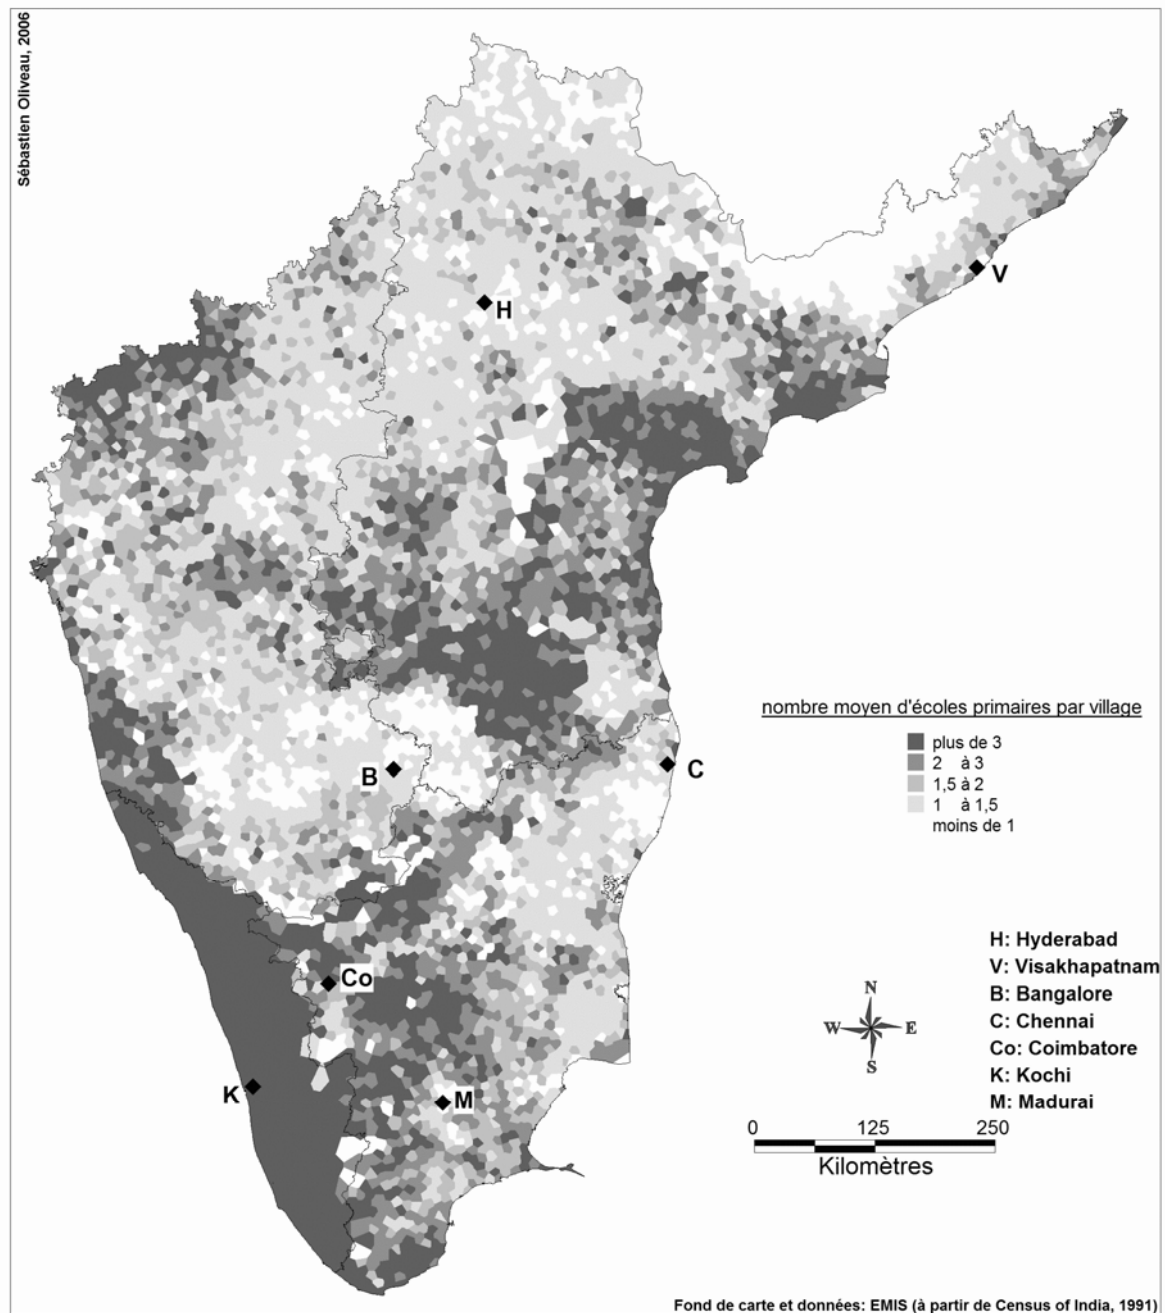 Sébastien Oliveau, 2006
H
V
nombre moyen d'écoles primaires par village
plus de 3
2 à 3
1,5 à 2
1 à 1,5
moins de 1
B
C
Co
K
M
H: Hyderabad
V: Visakhapatnam
B: Bangalore
C: Chennai
Co: Coimbatore
K: Kochi
M: Madurai
N
W E
S
0 125 250
Kilomètres
Fond de carte et données: EMIS (à partir de Census of India, 1991)